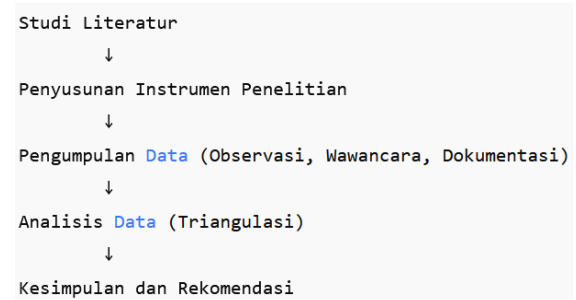 Studi Literatur
↓
Penyusunan Instrumen Penelitian
↓
Pengumpulan Data (Observasi, Wawancara, Dokumentasi)
↓
Analisis Data (Triangulasi)
↓
Kesimpulan dan Rekomendasi